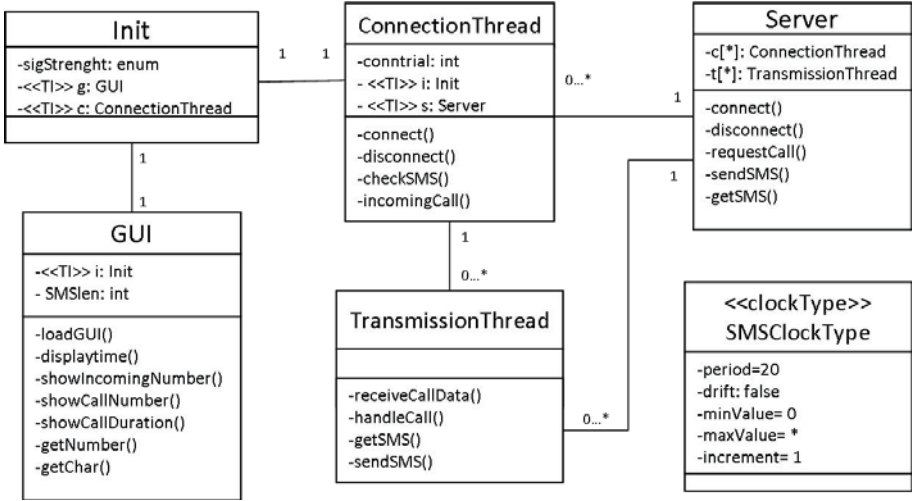 Init
-sigStrenght: enum
-<<TI>> g: GUI
-<<TI>> c: ConnectionThread
1
1
ConnectionThread
-conntrial: int
- <<TI>> i: Init
- <<TI>> s: Server
-connect()
-disconnect()
-checkSMS()
-incomingCall()
0...*
1
Server
-c[*]: ConnectionThread
-t[*]: TransmissionThread
-connect()
-disconnect()
-requestCall()
-sendSMS()
-getSMS()
1
1
1
GUI
-<<TI>> i: Init
- SMSlen: int
-loadGUI()
-displaytime()
-showIncomingNumber()
-showCallNumber()
-showCallDuration()
-getNumber()
-getChar()
1
0...*
TransmissionThread
-receiveCallData()
-handleCall()
-getSMS()
-sendSMS()
0...*
<<clockType>>
SMSClockType
-period=20
-drift: false
-minValue= 0
-maxValue= *
-increment= 1